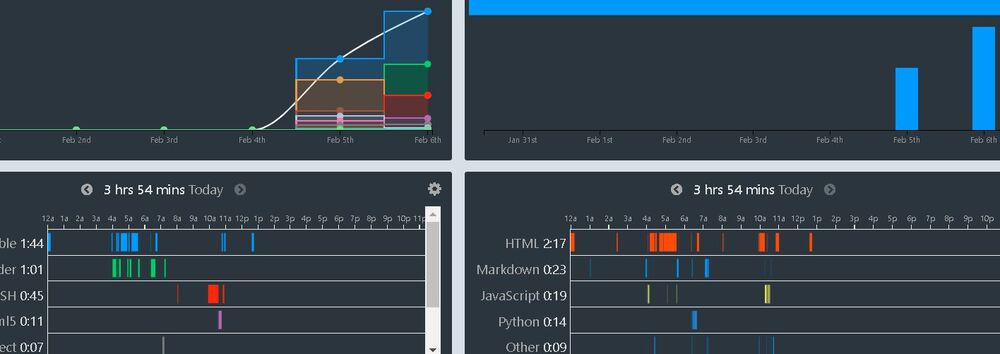 Feb 2nd Feb 3rd Feb 4th Feb 5th Feb 6th
Jan 31st Feb 1st Feb 2nd Feb 3rd Feb 4th Feb 5th Feb 6th
3 hrs 54 mins Today
12a 1a 2a 3a 4a 5a 6a 7a 8a 9a 10a 11a 12p 1p 2p 3p 4p 5p 6p 7p 8p 9p 10p 11p
ble 1:44
der 1:01
SH 0:45
ml5 0:11
ect 0:07
3 hrs 54 mins Today
12a 1a 2a 3a 4a 5a 6a 7a 8a 9a 10a 11a 12p 1p 2p 3p 4p 5p 6p 7p 8p 9p 10p
HTML 2:17
Markdown 0:23
JavaScript 0:19
Python 0:14
Other 0:09